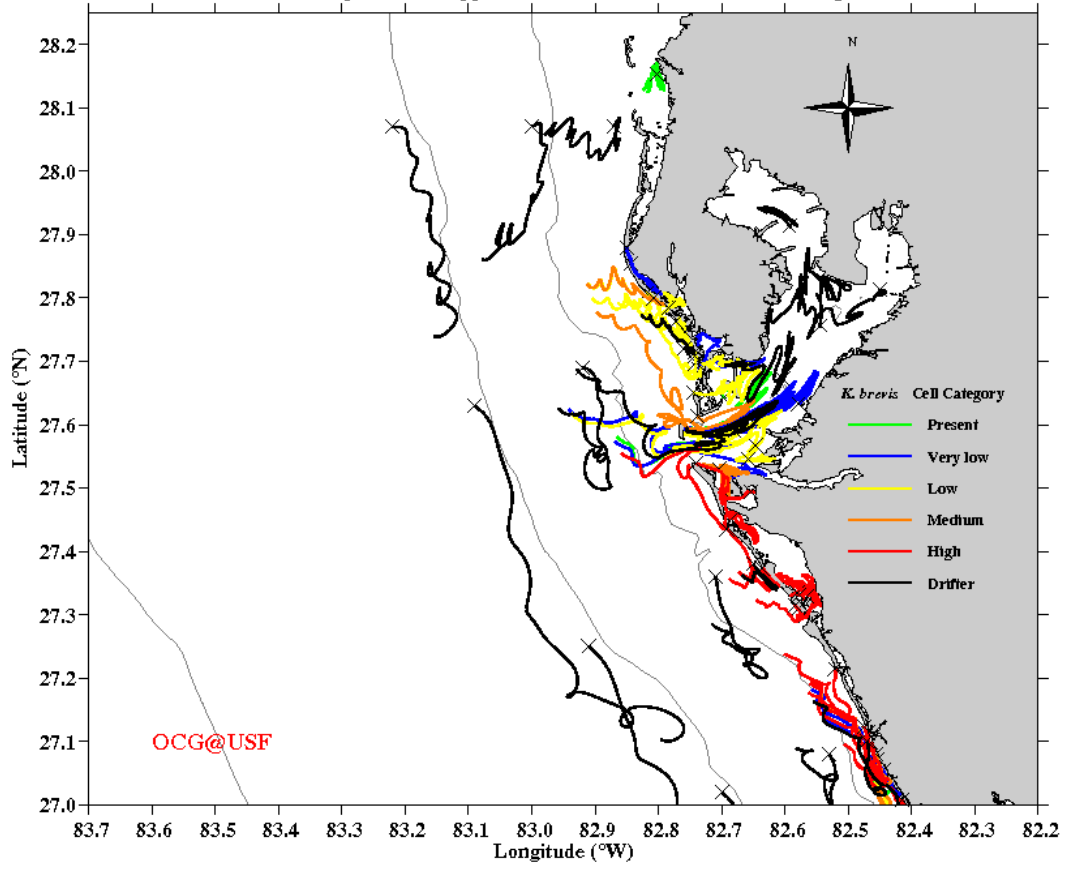 28.2
28.1
28.0
27.9
27.8
27.7
27.6
27.5
27.4
27.3
27.2
27.1
27.0
Latitude (°N)
N
K. brevis Cell Category
Present
Very low
Low
Medium
High
Drifter
OCG@USF
83.7 83.6 83.5 83.4 83.3 83.2 83.1 83.0 82.9 82.8 82.7 82.6 82.5 82.4 82.3 82.2
Longitude (°W)